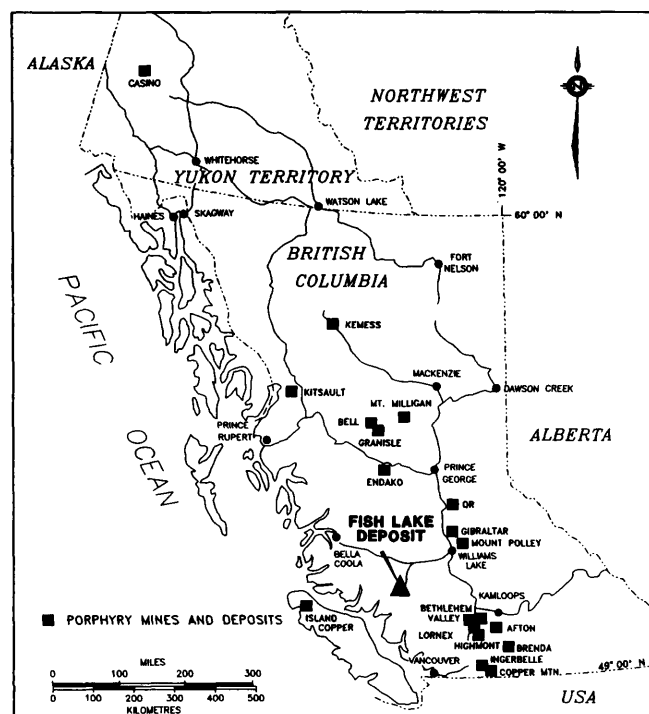 ALASKA
CASINO
NORTHWEST
TERRITORIES
N
120° 00' W
WHITEHORSE
YUKON TERRITORY
WATSON LAKE
60° 00' N
HAINES
SKAGWAY
BRITISH
COLUMBIA
FORT
NELSON
PACIFIC
OCEAN
KEMESS
MACKENZIE
DAWSON CREEK
KITSAULT
MT. MILLIGAN
BELL
GRANISLE
PRINCE
RUPERT
ALBERTA
ENDAKO
PRINCE
GEORGE
QR
FISH LAKE
DEPOSIT
GIBRALTAR
MOUNT POLLEY
BELLA
COOLA
WILLIAMS
LAKE
KAMLOOPS
PORPHYRY MINES AND DEPOSITS
ISLAND
COPPER
BETHLEHEM
VALLEY
LORNEX
AFTON
HIGHMONT
BRENDA
VANCOUVER
INGERBELLE
COPPER MTN.
49° 00' N
USA
MILES
0 100 200 300
0 100 200 300 400 500
KILOMETRES